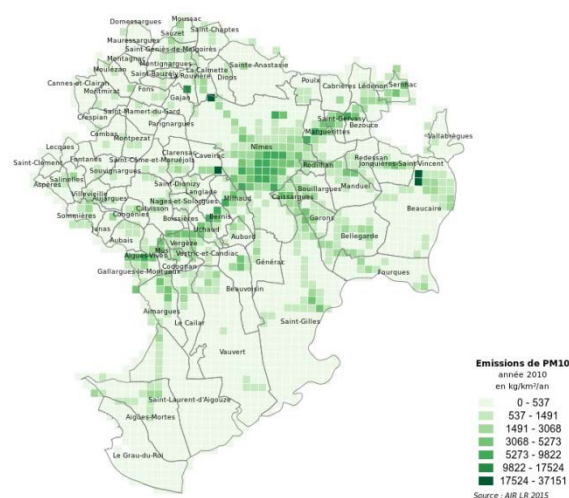 Domessargues
Moussac
Sauzet
Saint-Chaptes
Mauressargues
Saint-Geniès-de-Malgoirès
Montagnac
Montignargues
La Calmette
Sainte-Anastasie
Moulézan
Saint-Bauzély
La Rouvière
Dions
Cannes-et-Clairan
Montmirat
Fons
Gajan
Poulx
Cabrières
Lédenon
Sernhac
Saint-Mamert-du-Gard
Crespian
Parignargues
Saint-Gervasy
Bezouce
Combas
Montpezat
Marguerittes
Vallabrègues
Lecques
Fontanès
Clarensac
Caveirac
Nîmes
Redessan
Saint-Clément
Saint-Côme-et-Maruéjols
Rodilhan
Jonquières-Saint-Vincent
Souvignargues
Salinelles
Aspères
Saint-Dionizy
Bouillargues
Manduel
Villevieille
Aujargues
Langlade
Nages-et-Solorgues
Milhaud
Caissargues
Beaucaire
Sommières
Congénies
Calvisson
Boissières
Bernis
Garons
Junas
Uchaud
Aubais
Vergèze
Aubord
Bellegarde
Mus
Aigues-Vives
Vestric-et-Candiac
Codognan
Générac
Gallargues-le-Montueux
Fourques
Beauvoisin
Aimargues
Le Cailar
Saint-Gilles
Vauvert
Saint-Laurent-d'Aigouze
Aigues-Mortes
Le Grau-du-Roi
Emissions de PM10
année 2010
en kg/km²/an
0 - 537
537 - 1491
1491 - 3068
3068 - 5273
5273 - 9822
9822 - 17524
17524 - 37151
Source : AIR LR 2015